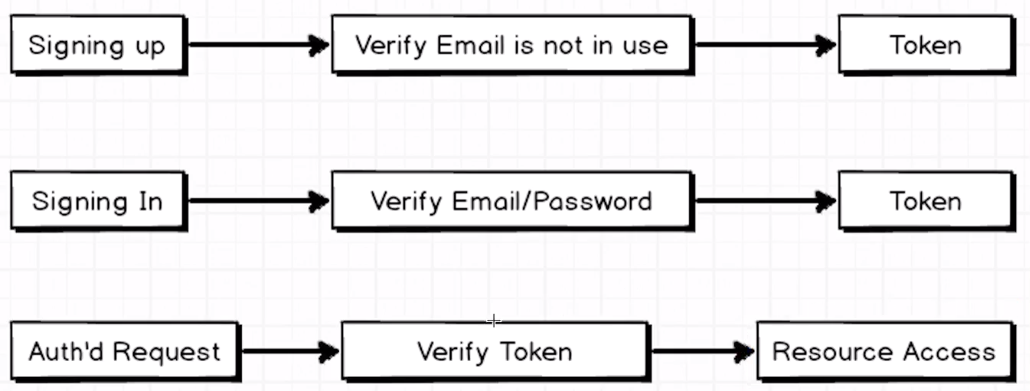 Signing up
Verify Email is not in use
Token
Signing In
Verify Email/Password
Token
Auth'd Request
Verify Token
Resource Access